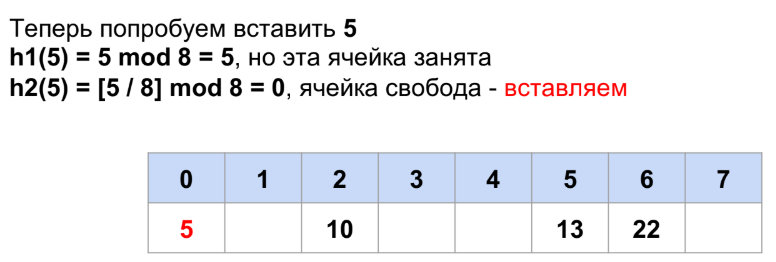 Теперь попробуем вставить 5
h1(5) = 5 mod 8 = 5, но эта ячейка занята
h2(5) = [5 / 8] mod 8 = 0, ячейка свобода - вставляем
0 1 2 3 4 5 6 7
5 10 13 22